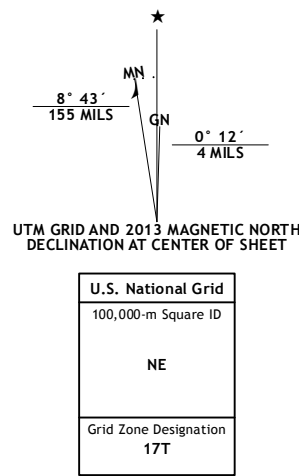 MN
8° 43´
155 MILS
GN
0° 12´
4 MILS
UTM GRID AND 2013 MAGNETIC NORTH
DECLINATION AT CENTER OF SHEET
U.S. National Grid
100,000-m Square ID
NE
Grid Zone Designation
17T